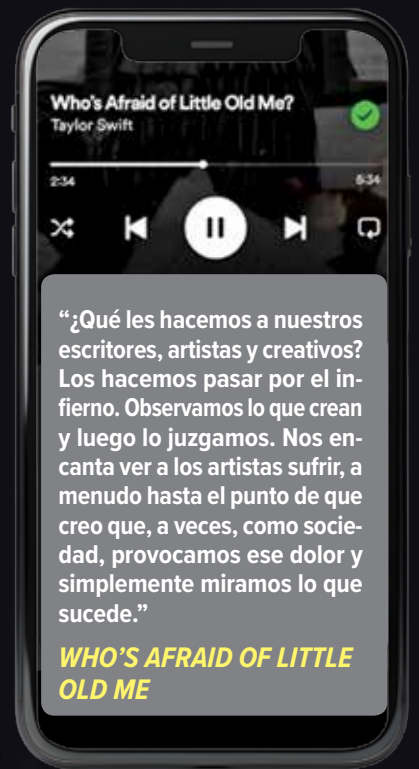 Who's Afraid of Little Old Me?
Taylor Swift
2:34
5:34
“¿Qué les hacemos a nuestros
escritores, artistas y creativos?
Los hacemos pasar por el in-
fierno. Observamos lo que crean
y luego lo juzgamos. Nos en-
canta ver a los artistas sufrir, a
menudo hasta el punto de que
creo que, a veces, como socie-
dad, provocamos ese dolor y
simplemente miramos lo que
sucede.”
WHO’S AFRAID OF LITTLE
OLD ME